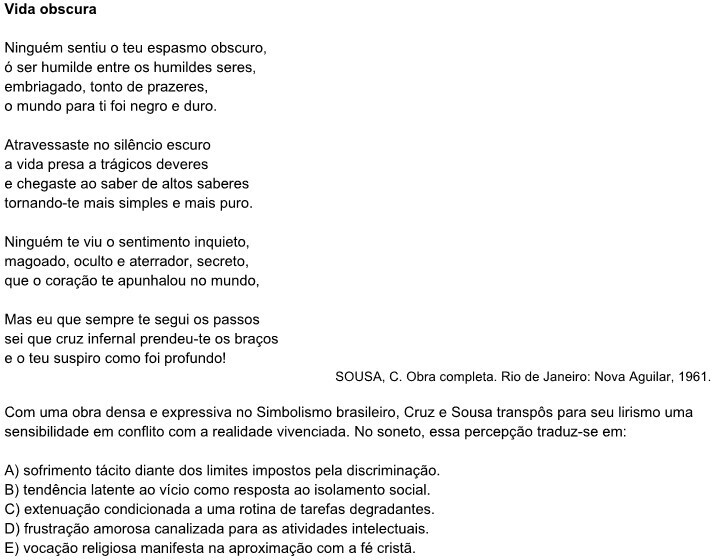 Vida obscura
Ninguém sentiu o teu espasmo obscuro,
ó ser humilde entre os humildes seres,
embriagado, tonto de prazeres,
o mundo para ti foi negro e duro.
Atravessaste no silêncio escuro
a vida presa a trágicos deveres
e chegaste ao saber de altos saberes
tornando-te mais simples e mais puro.
Ninguém te viu o sentimento inquieto,
magoado, oculto e aterrador, secreto,
que o coração te apunhalou no mundo,
Mas eu que sempre te segui os passos
sei que cruz infernal prendeu-te os braços
e o teu suspiro como foi profundo!
SOUSA, C. Obra completa. Rio de Janeiro: Nova Aguilar, 1961.
Com uma obra densa e expressiva no Simbolismo brasileiro, Cruz e Sousa transpôs para seu lirismo uma
sensibilidade em conflito com a realidade vivenciada. No soneto, essa percepção traduz-se em:
A) sofrimento tácito diante dos limites impostos pela discriminação.
B) tendência latente ao vício como resposta ao isolamento social.
C) extenuação condicionada a uma rotina de tarefas degradantes.
D) frustração amorosa canalizada para as atividades intelectuais.
E) vocação religiosa manifesta na aproximação com a fé cristã.